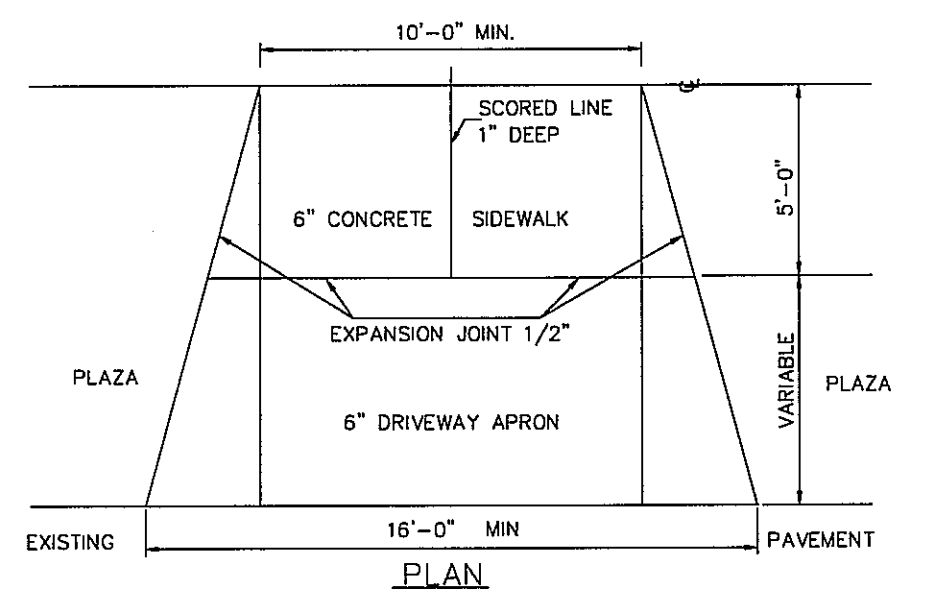 10'-0" MIN.
SCORED LINE
1" DEEP
5'-0"
6" CONCRETE SIDEWALK
EXPANSION JOINT 1/2"
VARIABLE
PLAZA
PLAZA
6" DRIVEWAY APRON
16'-0" MIN
EXISTING
PAVEMENT
PLAN